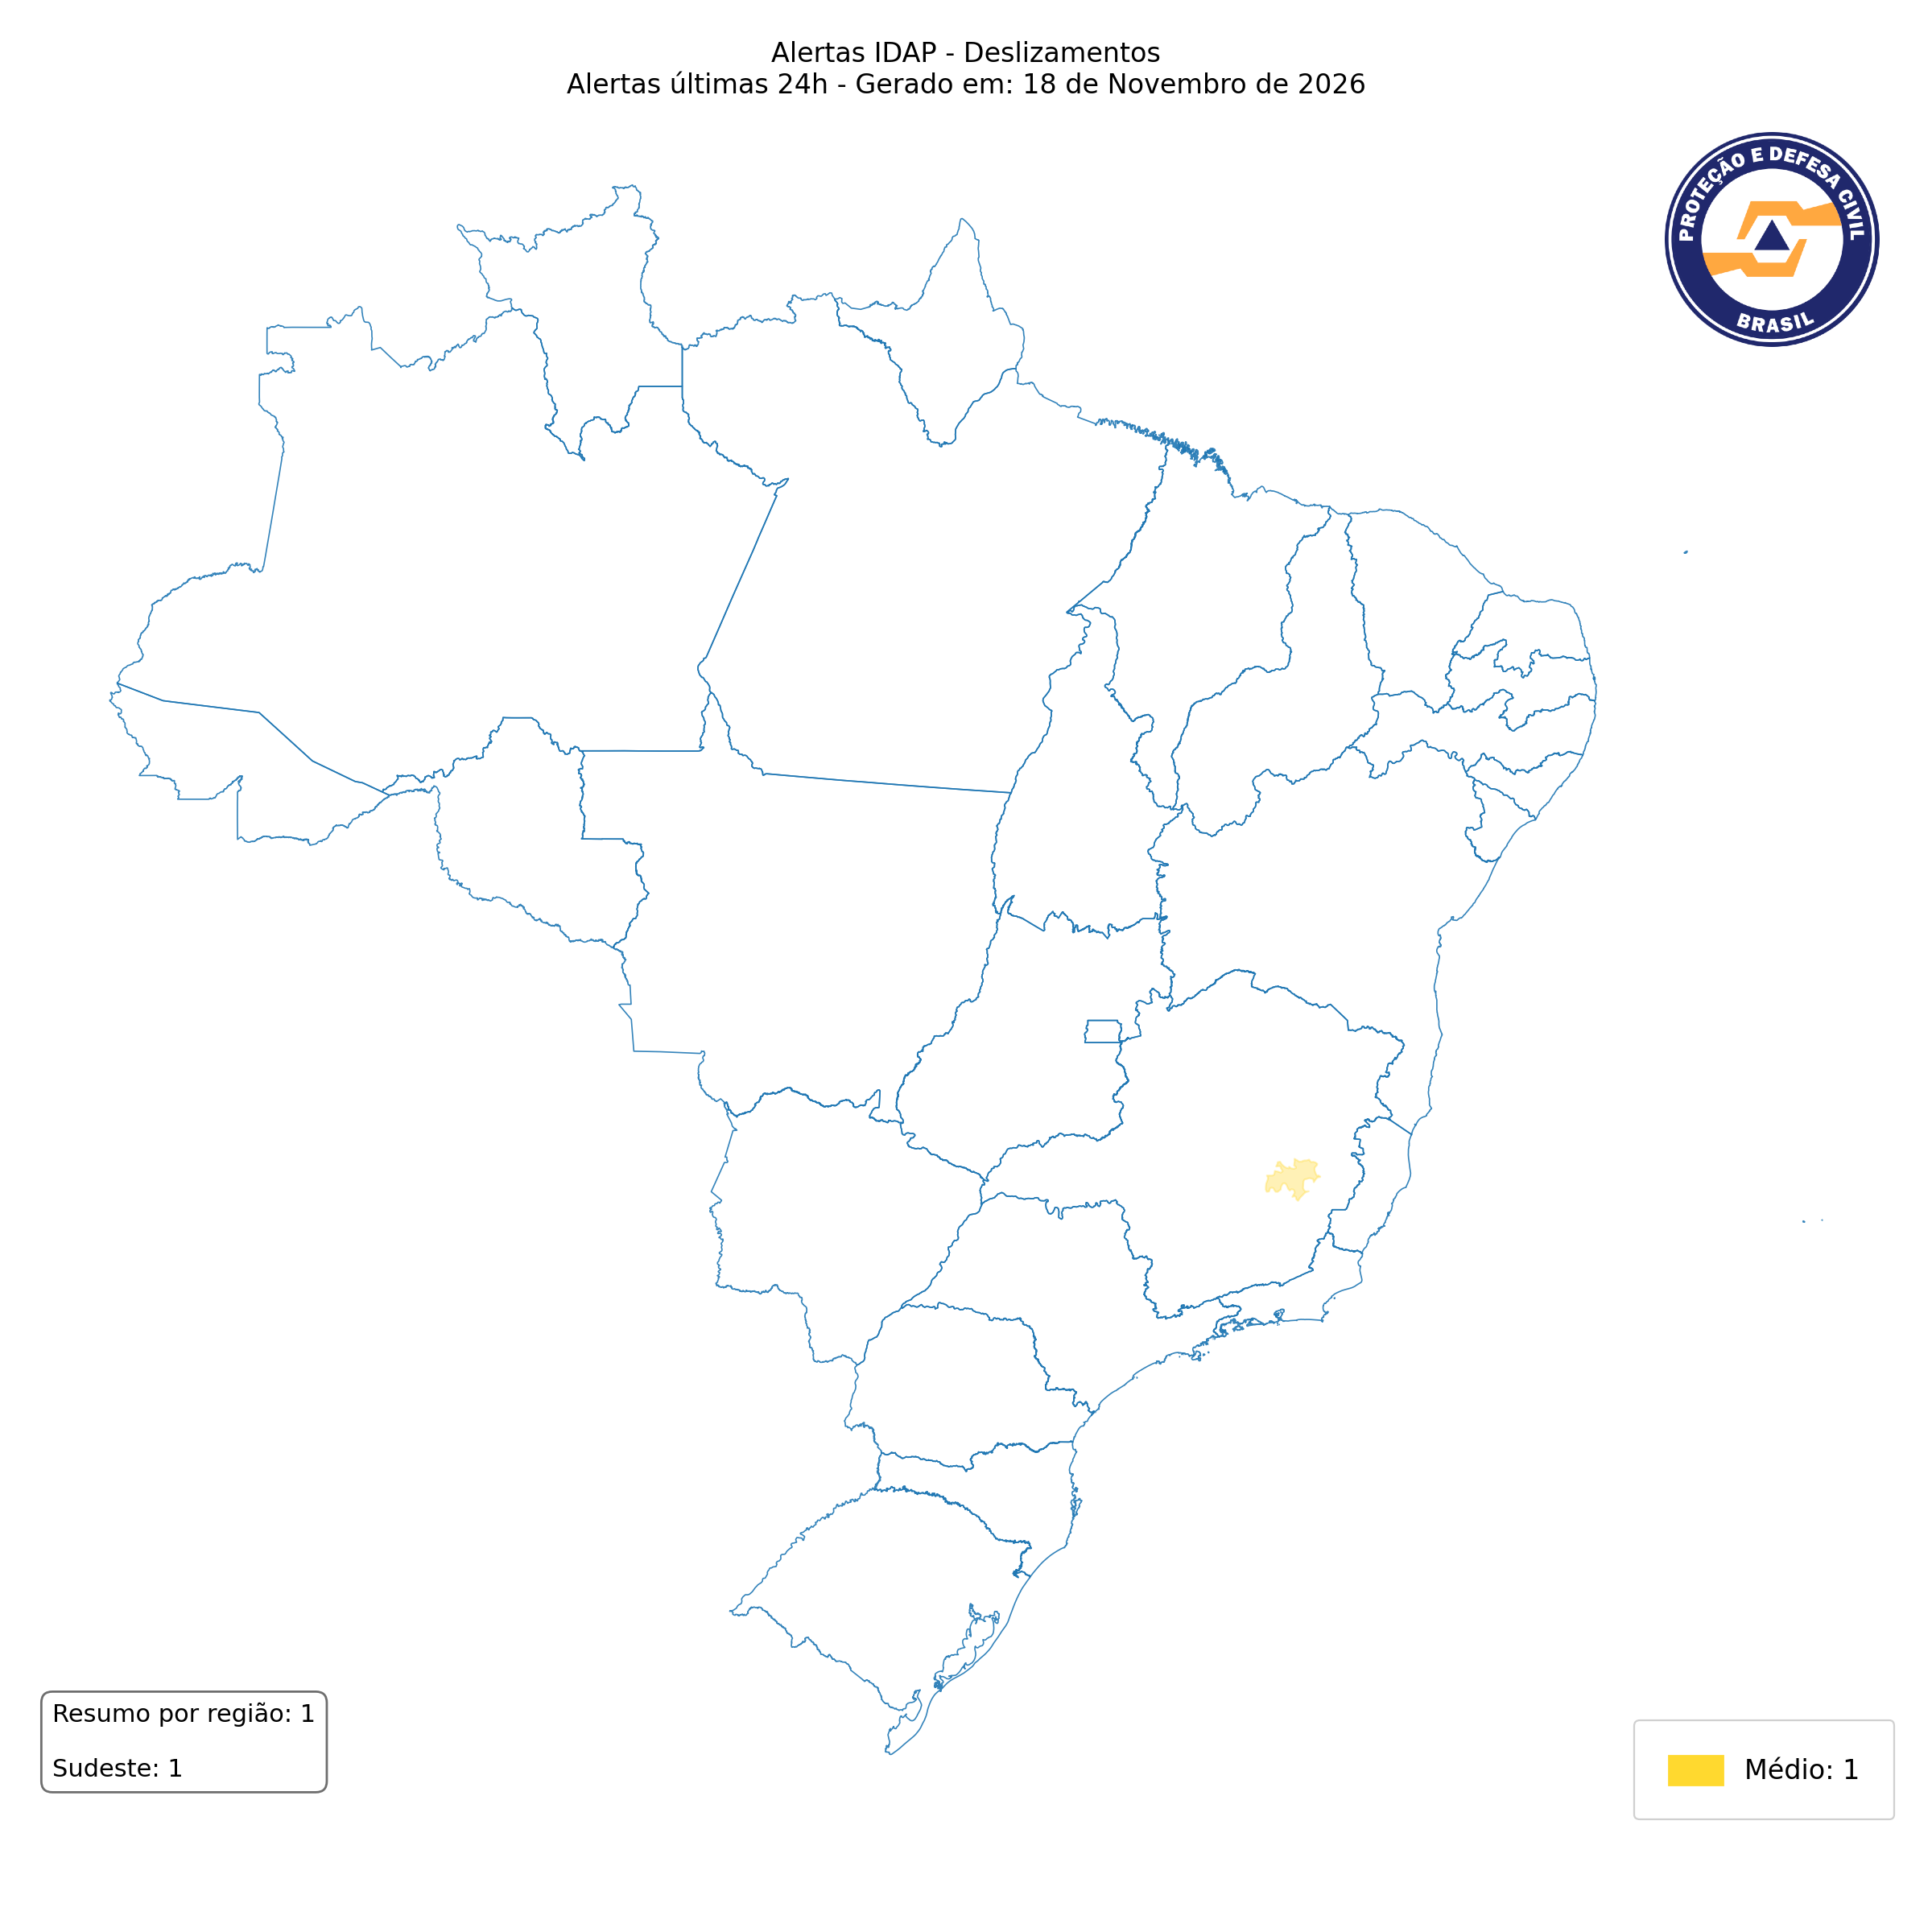 Alertas IDAP - Deslizamentos
Alertas últimas 24h - Gerado em: 18 de Novembro de 2026
PROTEÇÃO E DEFESA CIVIL
BRASIL
Resumo por região: 1
Sudeste: 1
Médio: 1